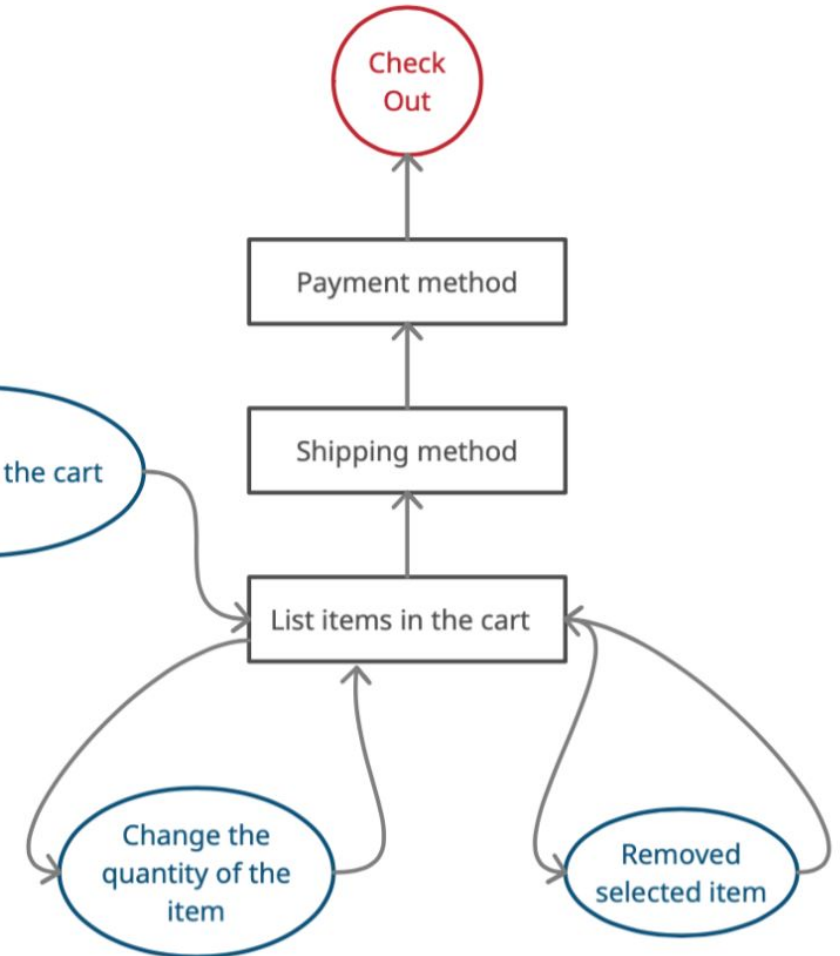 Check
Out
Payment method
Shipping method
the cart
List items in the cart
Change the
quantity of the
item
Removed
selected item